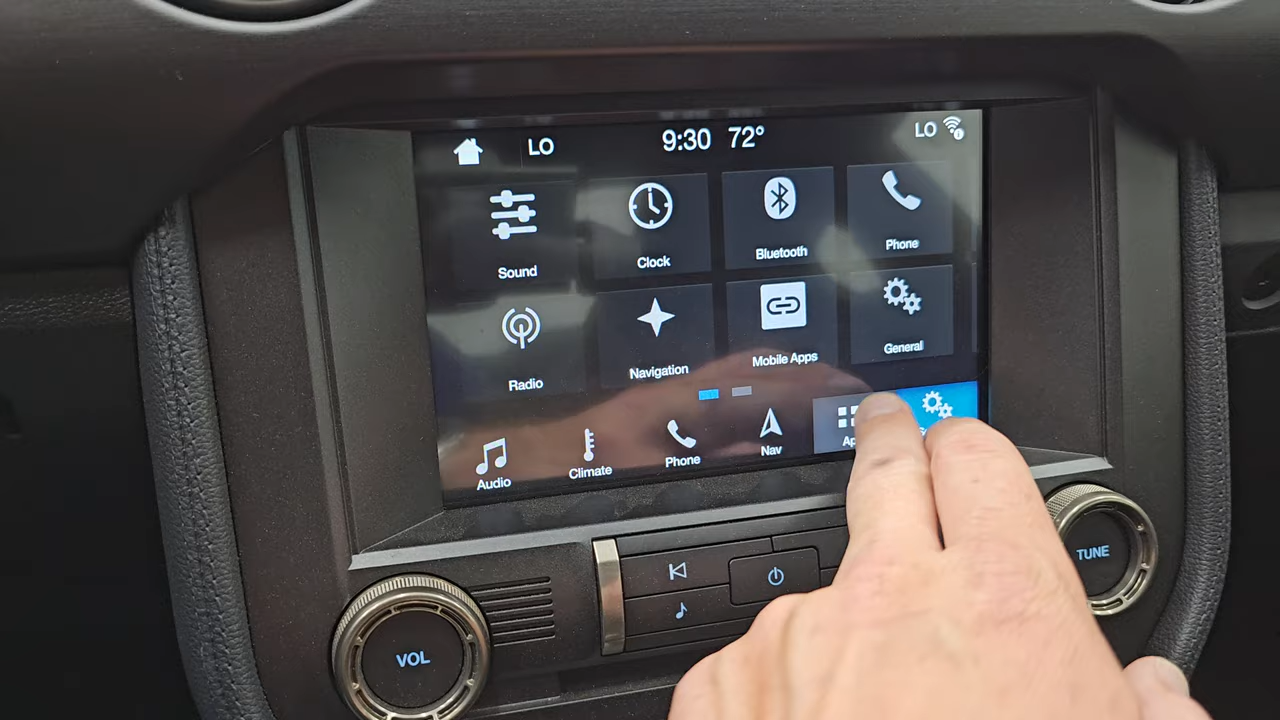 LO 9:30 72° LO
Sound Clock Bluetooth Phone
Radio Navigation Mobile Apps General
Audio Climate Phone Nav
VOL TUNE